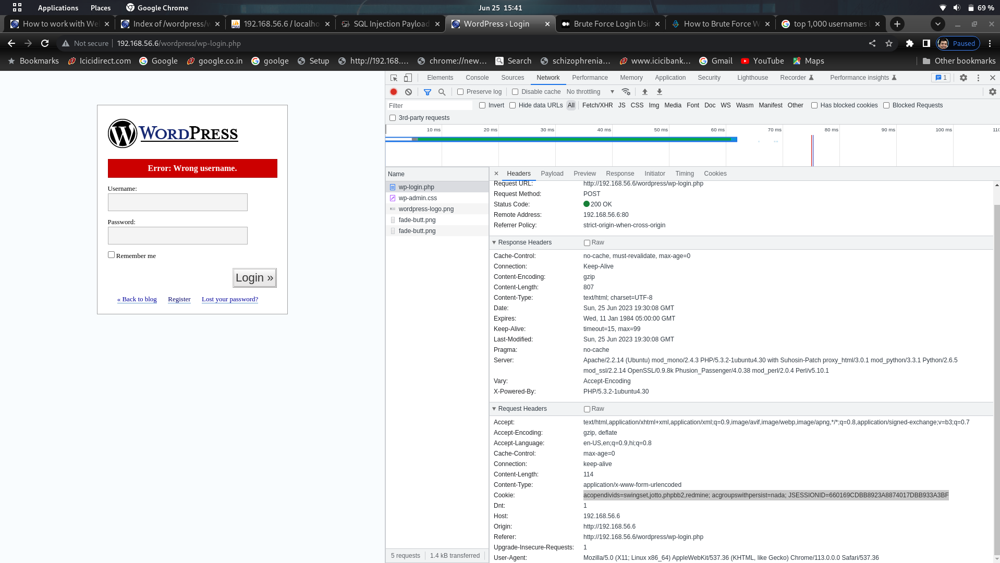 Applications Places Google Chrome Jun 25 15:41 69 %
How to work with We Index of /wordpress/w 192.168.56.6 / localho SQL Injection Payload WordPress › Login Brute Force Login Usi How to Brute Force W top 1,000 usernames
Not secure 192.168.56.6/wordpress/wp-login.php Paused
Bookmarks Icicidirect.com Google google.co.in goolge Setup http://192.168.… chrome://new… Search schizophrenia… www.icicibank… Gmail YouTube Maps Other bookmarks
Elements Console Sources Network Performance Memory Application Security Lighthouse Recorder Performance insights 1
Preserve log Disable cache No throttling
Filter Invert Hide data URLs All Fetch/XHR JS CSS Img Media Font Doc WS Wasm Manifest Other Has blocked cookies Blocked Requests
3rd-party requests
10 ms 20 ms 30 ms 40 ms 50 ms 60 ms 70 ms 80 ms 90 ms 100 ms 110
WORDPRESS
Error: Wrong username.
Username:
Password:
Remember me
Login »
« Back to blog Register Lost your password?
Name
wp-login.php
wp-admin.css
wordpress-logo.png
fade-butt.png
fade-butt.png
5 requests 1.4 kB transferred
Headers Payload Preview Response Initiator Timing Cookies
Request URL: http://192.168.56.6/wordpress/wp-login.php
Request Method: POST
Status Code: 200 OK
Remote Address: 192.168.56.6:80
Referrer Policy: strict-origin-when-cross-origin
Response Headers Raw
Cache-Control: no-cache, must-revalidate, max-age=0
Connection: Keep-Alive
Content-Encoding: gzip
Content-Length: 807
Content-Type: text/html; charset=UTF-8
Date: Sun, 25 Jun 2023 19:30:08 GMT
Expires: Wed, 11 Jan 1984 05:00:00 GMT
Keep-Alive: timeout=15, max=99
Last-Modified: Sun, 25 Jun 2023 19:30:08 GMT
Pragma: no-cache
Server: Apache/2.2.14 (Ubuntu) mod_mono/2.4.3 PHP/5.3.2-1ubuntu4.30 with Suhosin-Patch proxy_html/3.0.1 mod_python/3.3.1 Python/2.6.5
mod_ssl/2.2.14 OpenSSL/0.9.8k Phusion_Passenger/4.0.38 mod_perl/2.0.4 Perl/v5.10.1
Vary: Accept-Encoding
X-Powered-By: PHP/5.3.2-1ubuntu4.30
Request Headers Raw
Accept: text/html,application/xhtml+xml,application/xml;q=0.9,image/avif,image/webp,image/apng,*/*;q=0.8,application/signed-exchange;v=b3;q=0.7
Accept-Encoding: gzip, deflate
Accept-Language: en-US,en;q=0.9,hi;q=0.8
Cache-Control: max-age=0
Connection: keep-alive
Content-Length: 114
Content-Type: application/x-www-form-urlencoded
Cookie: acopendivids=swingset,jotto,phpbb2,redmine; acgroupswithpersist=nada; JSESSIONID=660169CDBB8923A8874017DBB933A3BF
Dnt: 1
Host: 192.168.56.6
Origin: http://192.168.56.6
Referer: http://192.168.56.6/wordpress/wp-login.php
Upgrade-Insecure-Requests: 1
User-Agent: Mozilla/5.0 (X11; Linux x86_64) AppleWebKit/537.36 (KHTML, like Gecko) Chrome/113.0.0.0 Safari/537.36